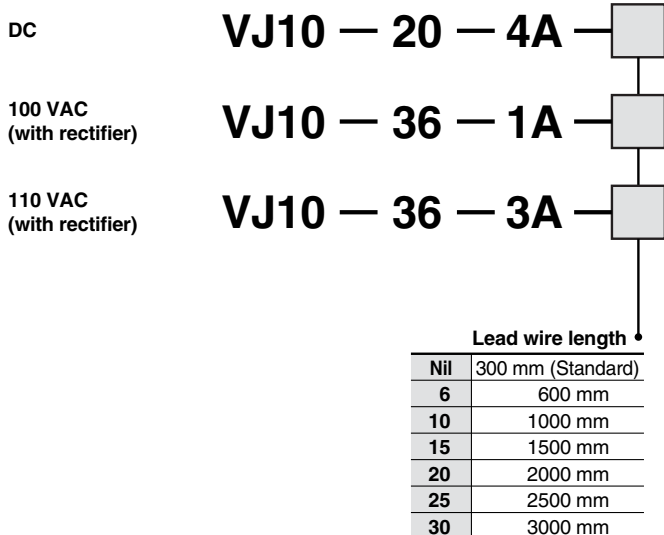 DC VJ10 — 20 — 4A —
100 VAC
(with rectifier) VJ10 — 36 — 1A —
110 VAC
(with rectifier) VJ10 — 36 — 3A —
Lead wire length
Nil 300 mm (Standard)
6 600 mm
10 1000 mm
15 1500 mm
20 2000 mm
25 2500 mm
30 3000 mm